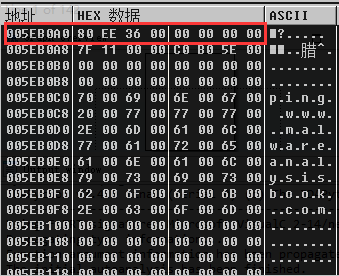 地址 HEX 数据 ASCII
005EB0A0 80 EE 36 00 00 00 00 00 ■?.....
005EB0A8 7F 11 00 00 C0 B0 5E 00 ■■..腊^.
005EB0B0 00 00 00 00 00 00 00 00 ........
005EB0B8 00 00 00 00 00 00 00 00 ........
005EB0C0 70 00 69 00 6E 00 67 00 p.i.n.g.
005EB0C8 20 00 77 00 77 00 77 00 .w.w.w.
005EB0D0 2E 00 6D 00 61 00 6C 00 ..m.a.l.
005EB0D8 77 00 61 00 72 00 65 00 w.a.r.e.
005EB0E0 61 00 6E 00 61 00 6C 00 a.n.a.l.
005EB0E8 79 00 73 00 69 00 73 00 y.s.i.s.
005EB0F0 62 00 6F 00 6F 00 6B 00 b.o.o.k.
005EB0F8 2E 00 63 00 6F 00 6D 00 ..c.o.m.
005EB100 00 00 00 00 00 00 00 00 ........
005EB108 00 00 00 00 00 00 00 00 ........
005EB110 00 00 00 00 00 00 00 00 ........
005EB118 00 00 00 00 00 00 00 00